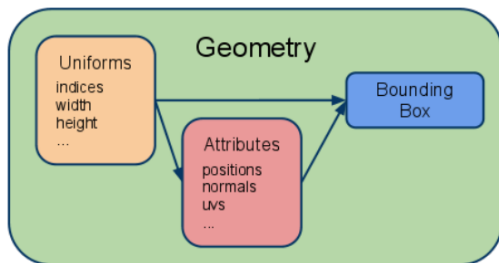 Geometry
Uniforms
indices
width
height
...
Attributes
positions
normals
uvs
...
Bounding
Box